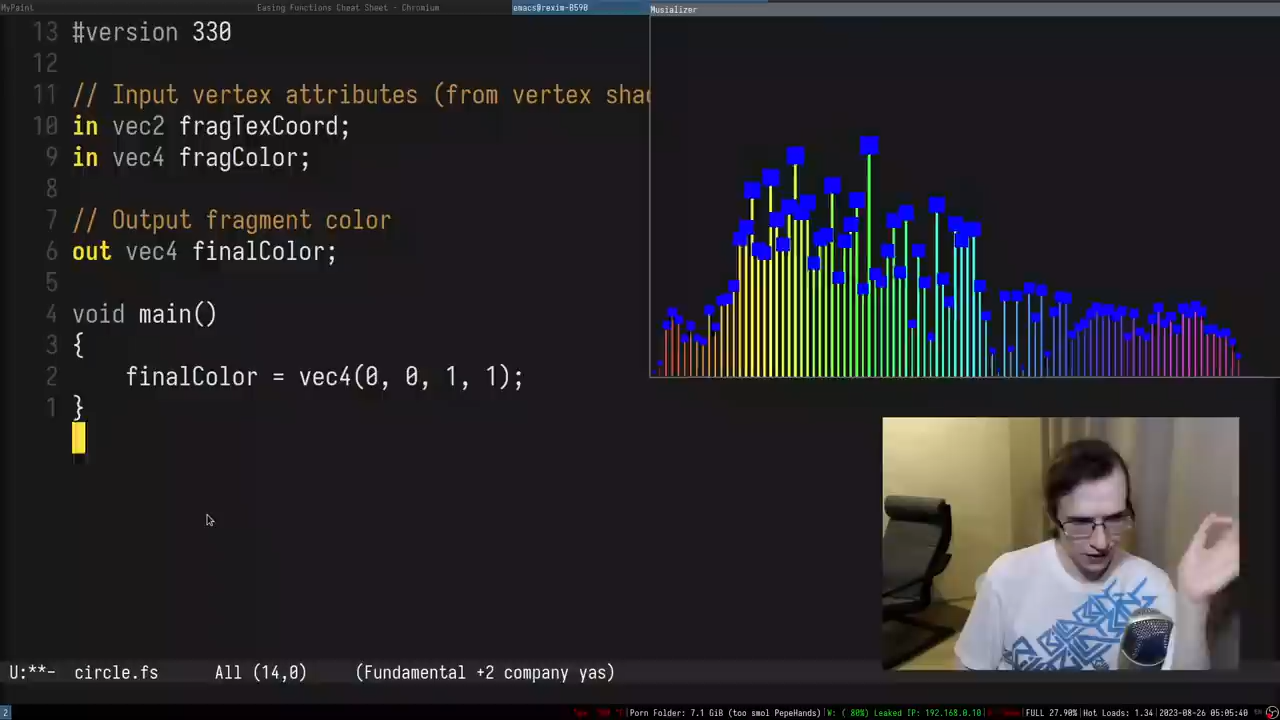 MyPaint
Easing Functions Cheat Sheet - Chromium
emacs@rexim-B590
Musializer
13 #version 330
12
11 // Input vertex attributes (from vertex shad
10 in vec2 fragTexCoord;
9 in vec4 fragColor;
8
7 // Output fragment color
6 out vec4 finalColor;
5
4 void main()
3 {
2 finalColor = vec4(0, 0, 1, 1);
1 }
U:**- circle.fs All (14,0) (Fundamental +2 company yas)
2
|Porn Folder: 7.1 GiB (too smol PepeHands)|W: ( 80%) Leaked IP: 192.168.0.10|
|FULL 27.90%|Hot Loads: 1.34|2023-08-26 05:05:40